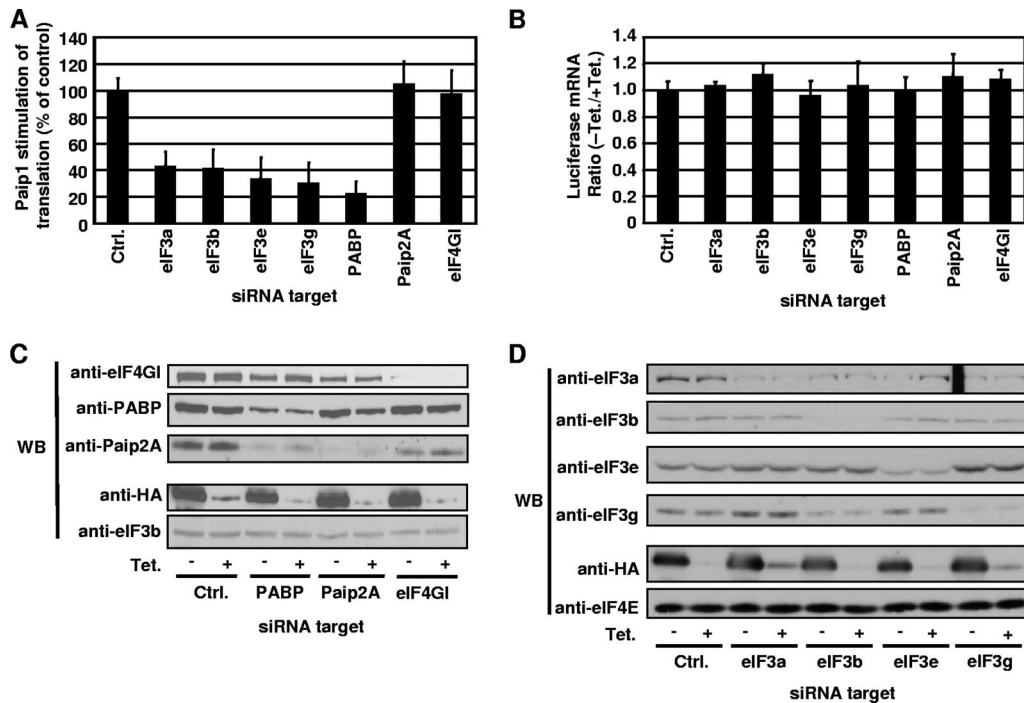 A
Paip1 stimulation of
translation (% of control)
140
120
100
80
60
40
20
0
Ctrl.
eIF3a
eIF3b
eIF3e
eIF3g
PABP
Paip2A
eIF4GI
siRNA target
B
Luciferase mRNA
Ratio (–Tet./+Tet.)
1.4
1.2
1.0
0.8
0.6
0.4
0.2
0
Ctrl.
eIF3a
eIF3b
eIF3e
eIF3g
PABP
Paip2A
eIF4GI
siRNA target
C
WB
anti-eIF4GI
anti-PABP
anti-Paip2A
anti-HA
anti-eIF3b
Tet. - + - + - + - +
Ctrl. PABP Paip2A eIF4GI
siRNA target
D
WB
anti-eIF3a
anti-eIF3b
anti-eIF3e
anti-eIF3g
anti-HA
anti-eIF4E
Tet. - + - + - + - + - +
Ctrl. eIF3a eIF3b eIF3e eIF3g
siRNA target